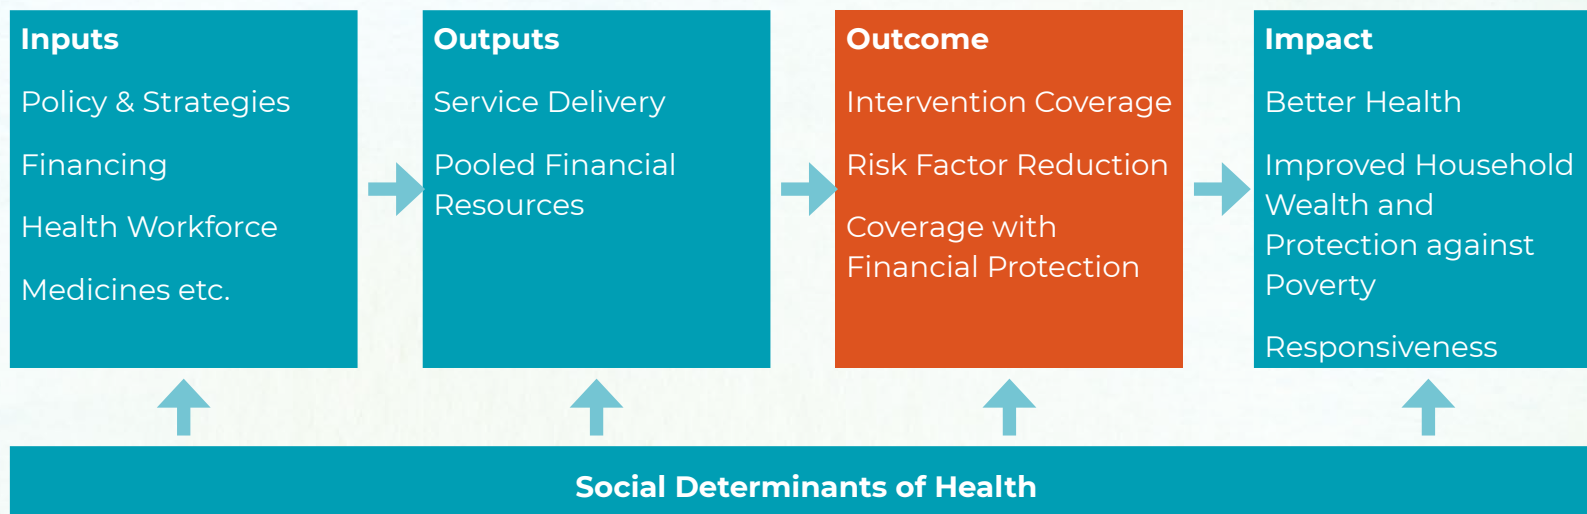 Inputs
Policy & Strategies
Financing
Health Workforce
Medicines etc.
Outputs
Service Delivery
Pooled Financial
Resources
Outcome
Intervention Coverage
Risk Factor Reduction
Coverage with
Financial Protection
Impact
Better Health
Improved Household
Wealth and
Protection against
Poverty
Responsiveness
Social Determinants of Health